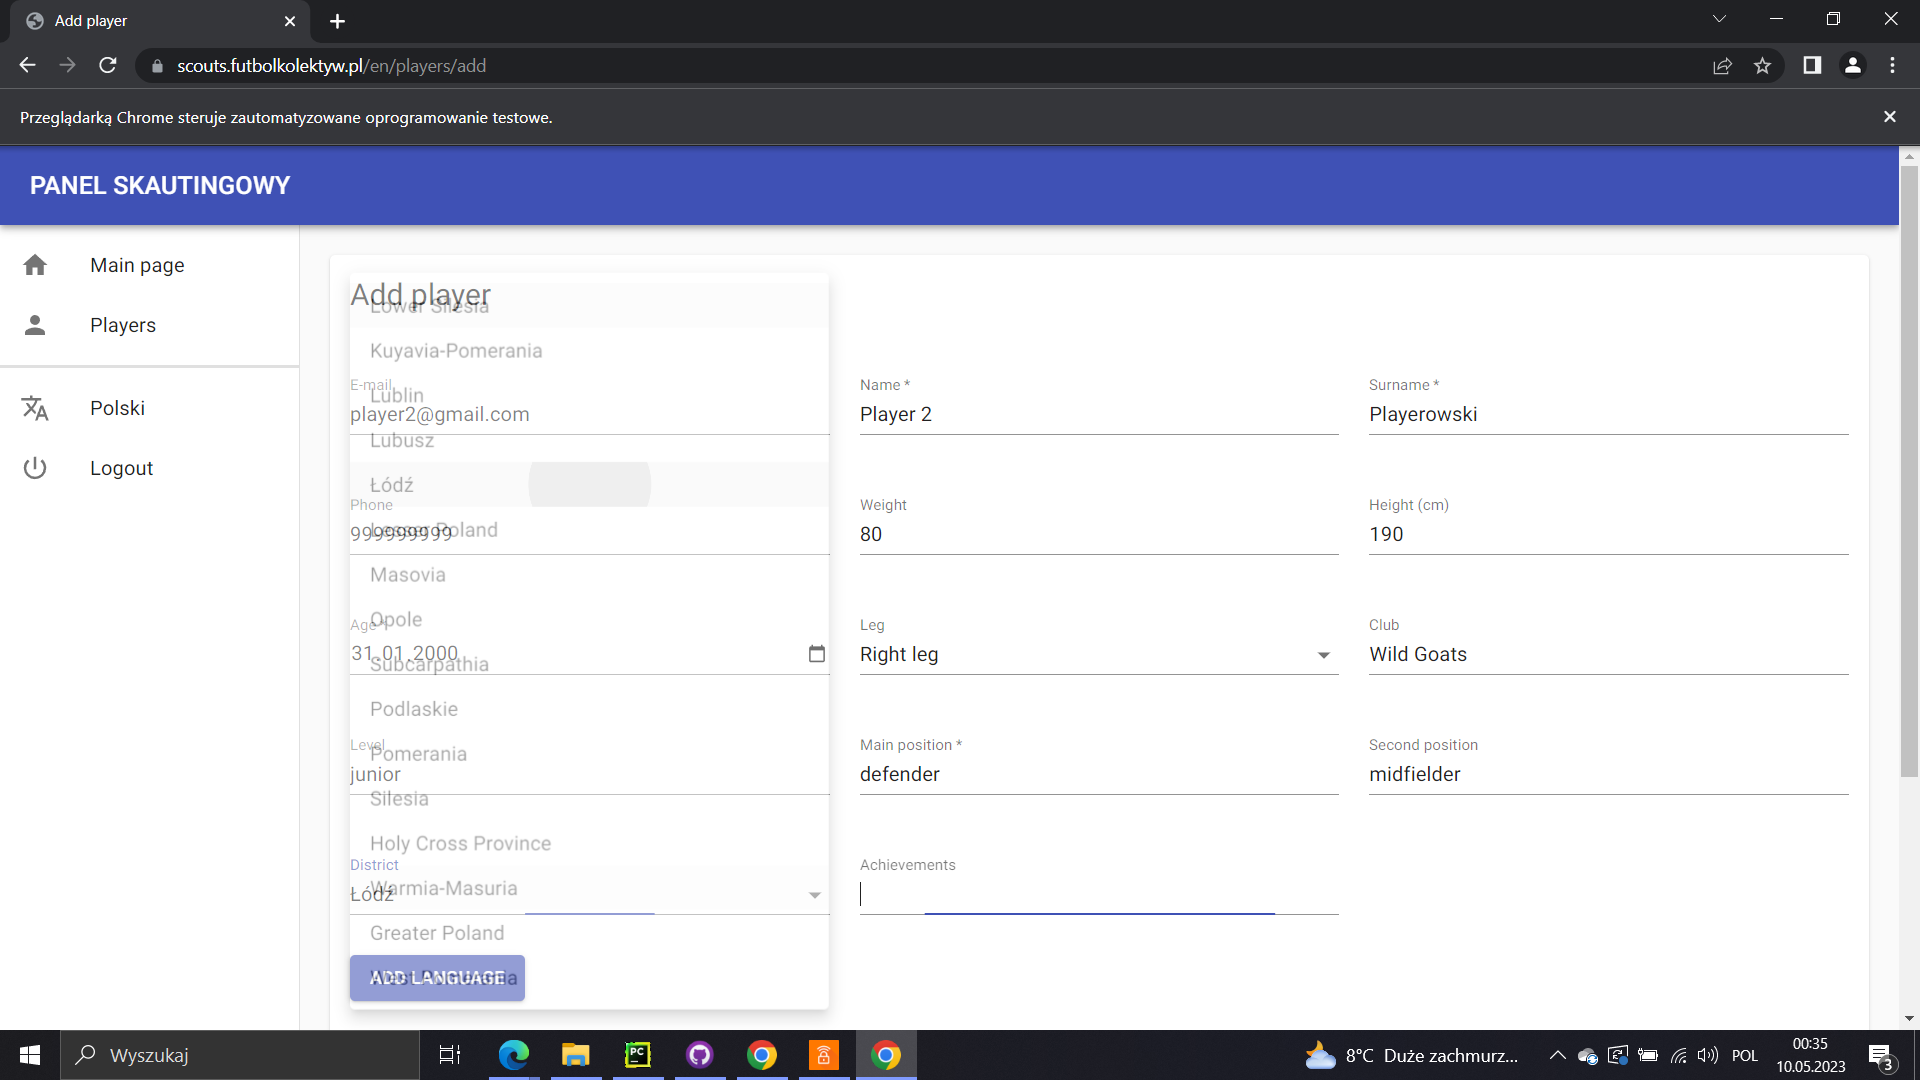 Add player
scouts.futbolkolektyw.pl/en/players/add
Przeglądarką Chrome steruje zautomatyzowane oprogramowanie testowe.
PANEL SKAUTINGOWY
Main page
Players
Polski
Logout
Add player
Lower Silesia
Kuyavia-Pomerania
Lublin
Lubusz
Łódź
Lesser Poland
Masovia
Opole
Subcarpathia
Podlaskie
Pomerania
Silesia
Holy Cross Province
Warmia-Masuria
Greater Poland
West Pomerania
E-mail
player2@gmail.com
Name *
Player 2
Surname *
Playerowski
Phone
999999999
Weight
80
Height (cm)
190
Age *
31.01.2000
Leg
Right leg
Club
Wild Goats
Level
junior
Main position *
defender
Second position
midfielder
District
Łódź
Achievements
ADD LANGUAGE
Wyszukaj
PC
8°C Duże zachmurz...
POL
00:35
10.05.2023
3